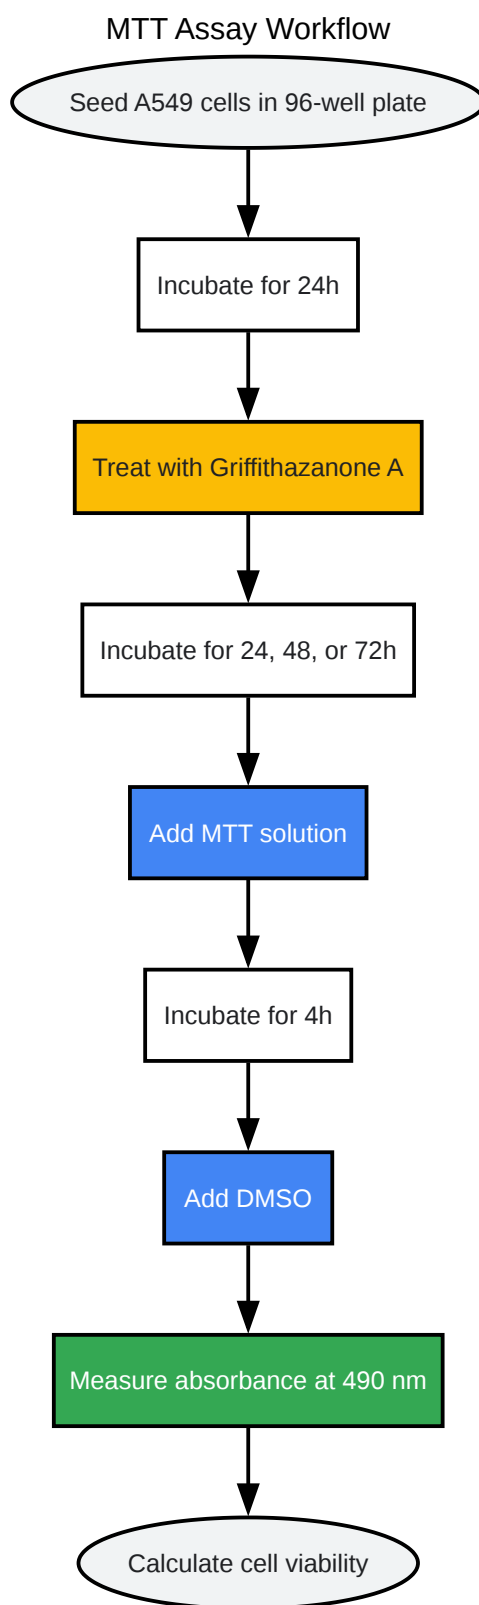 MTT Assay Workflow
Seed A549 cells in 96-well plate
Incubate for 24h
Treat with Griffithazanone A
Incubate for 24, 48, or 72h
Add MTT solution
Incubate for 4h
Add DMSO
Measure absorbance at 490 nm
Calculate cell viability